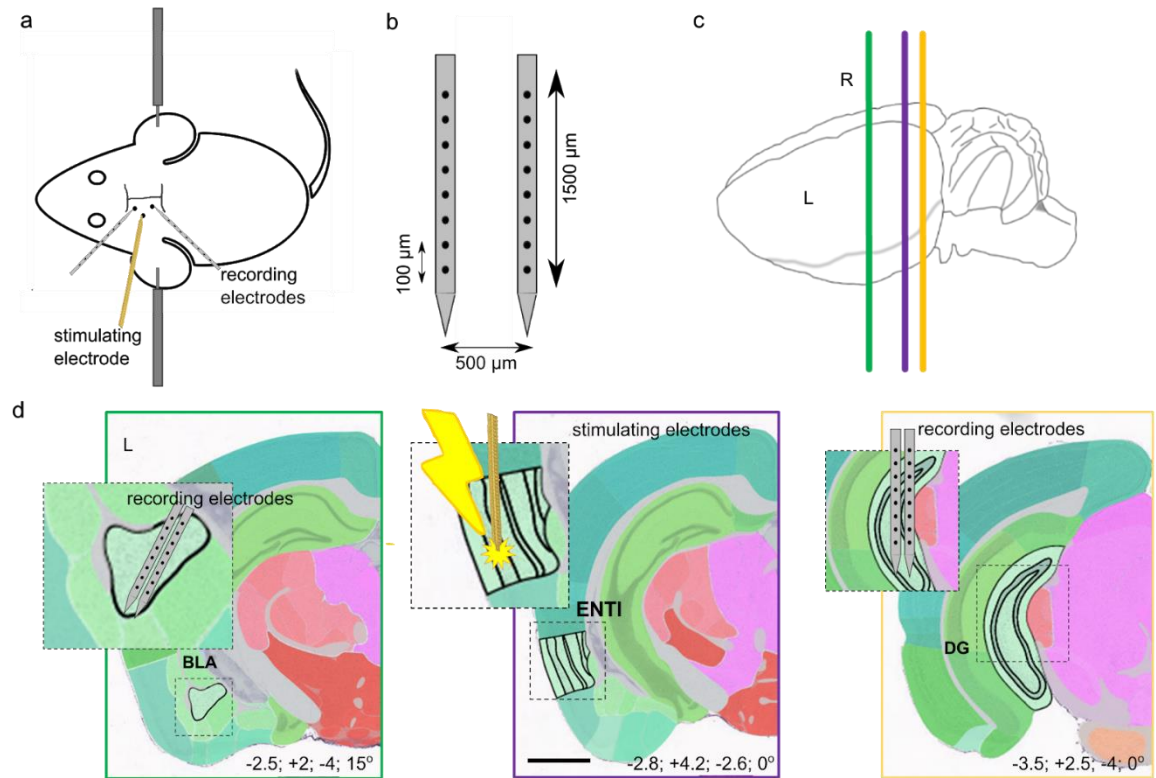 a
recording
electrodes
stimulating
electrode
b
1500 µm
100 µm
500 µm
c
R
L
d
L
recording electrodes
BLA
-2.5; +2; -4; 15º
stimulating electrodes
ENTI
-2.8; +4.2; -2.6; 0º
recording electrodes
DG
-3.5; +2.5; -4; 0º